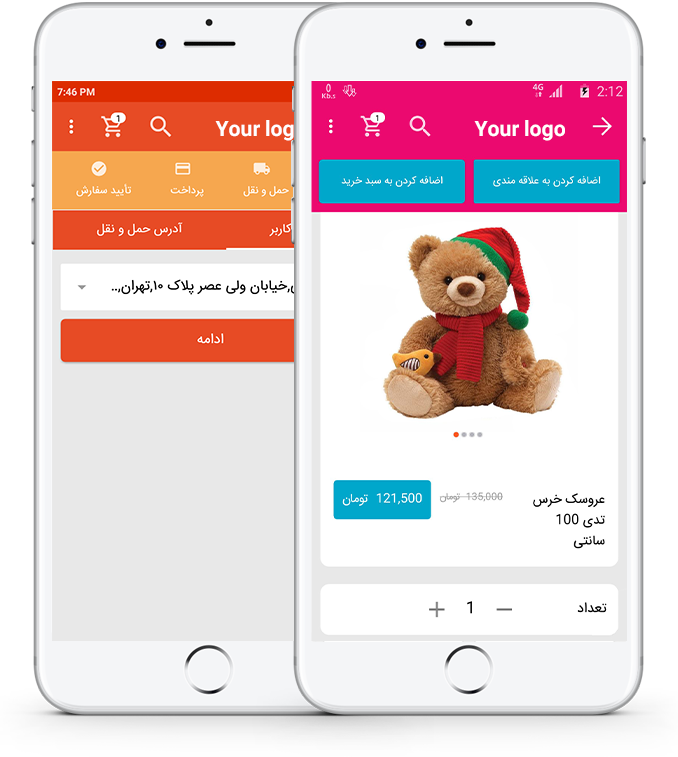 7:46 PM
1
Your log
تأیید سفارش
پرداخت
حمل و نقل
آدرس حمل و نقل
کاربر
خیابان ولی عصر پلاک ۱۰,تهران,..
ادامه
0
Kb.s
4G
2:12
1
Your logo
اضافه کردن به سبد خرید
اضافه کردن به علاقه مندی
121,500 تومان
135,000 تومان
عروسک خرس
تدی 100
سانتی
تعداد
1